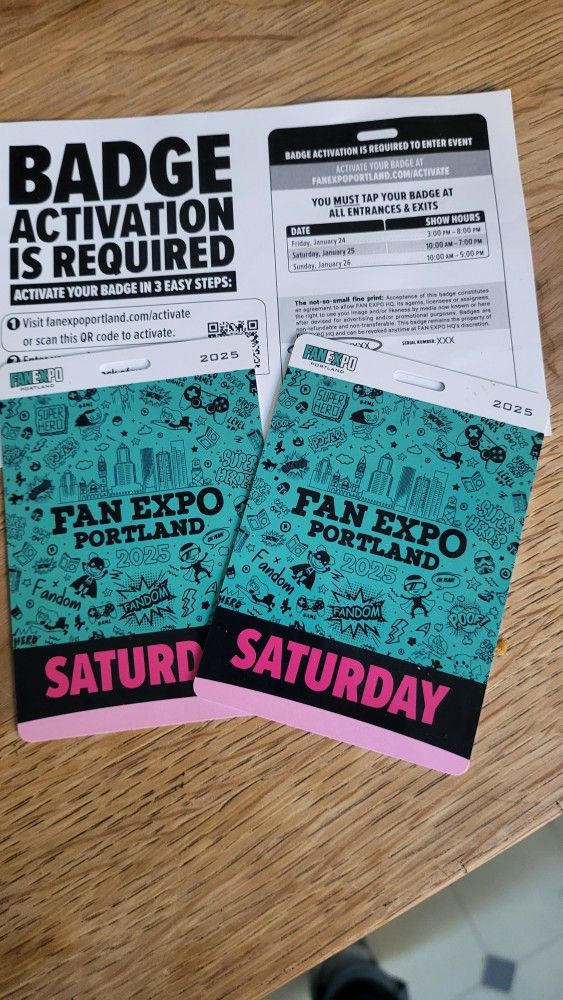 BADGE
ACTIVATION
IS REQUIRED
ACTIVATE YOUR BADGE IN 3 EASY STEPS:
1 Visit fanexpoportland.com/activate
or scan this QR code to activate.
BADGE ACTIVATION IS REQUIRED TO ENTER EVENT
ACTIVATE YOUR BADGE AT
FANEXPOPORTLAND.COM/ACTIVATE
YOU MUST TAP YOUR BADGE AT
ALL ENTRANCES & EXITS
DATE SHOW HOURS
Friday, January 24 3:00 PM – 8:00 PM
Saturday, January 25 10:00 AM – 7:00 PM
Sunday, January 26 10:00 AM – 5:00 PM
The not-so-small fine print: Acceptance of this badge constitutes
an agreement to allow FAN EXPO HQ, its agents, licensees or assignees,
the right to use your image and/or likeness by media now known or here
after devised for advertising and/or promotional purposes. Badges are
non-refundable and non-transferable. This badge remains the property of
FAN EXPO HQ and can be revoked anytime at FAN EXPO HQ's discretion.
SERIAL NUMBER: XXX
FAN EXPO
PORTLAND
2025
SUPER
HERO
FAN EXPO
PORTLAND
2025
Fandom
GAME
FANDOM
HERO
SATURD
FAN EXPO
PORTLAND
2025
SUPER
HERO
FAN EXPO
PORTLAND
2025
Fandom
GAME
FANDOM
POOF!
SATURDAY